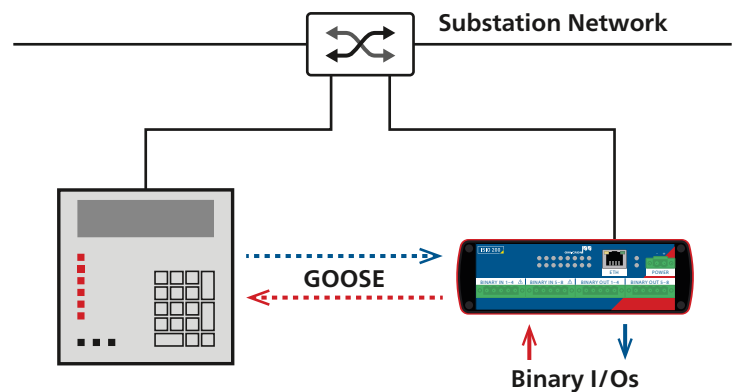 Substation Network
GOOSE
ISIO 200
ETH
POWER
BINARY IN 1–4
BINARY IN 5–8
BINARY OUT 1–4
BINARY OUT 5–8
Binary I/Os